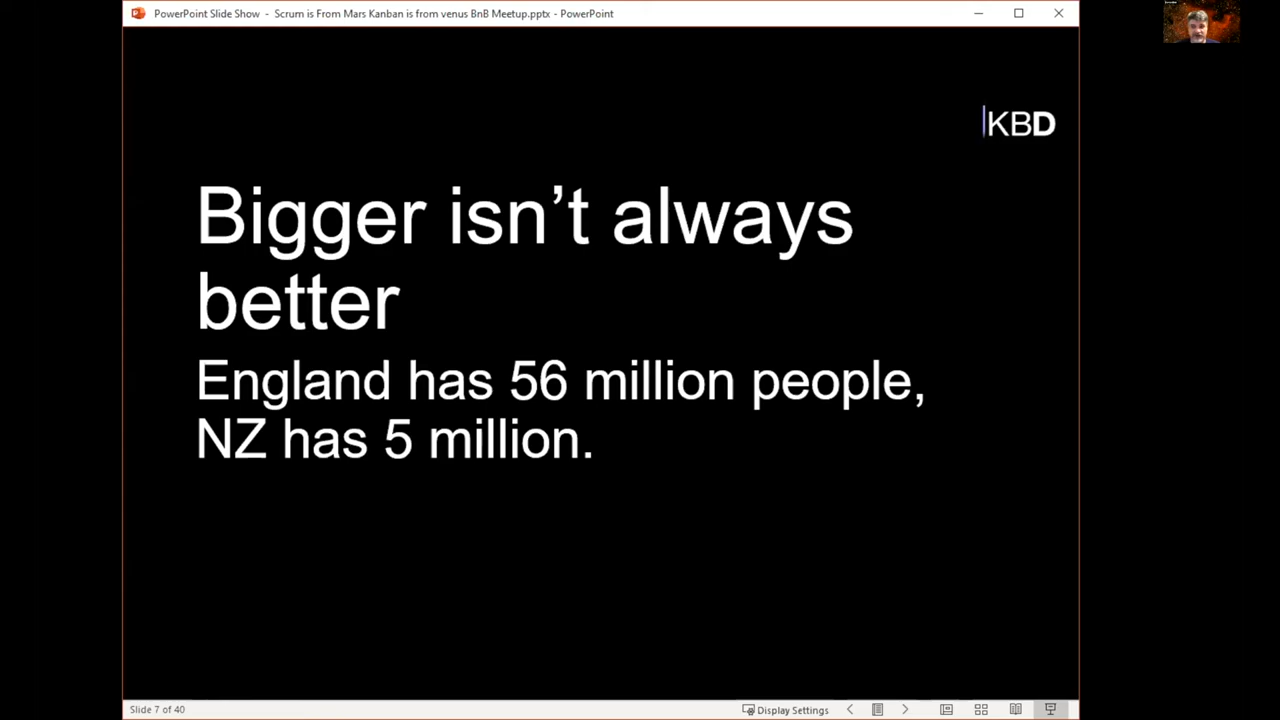 PowerPoint Slide Show - Scrum is From Mars Kanban is from venus BnB Meetup.pptx - PowerPoint
KBD
Bigger isn’t always
better
England has 56 million people,
NZ has 5 million.
Slide 7 of 40
Display Settings